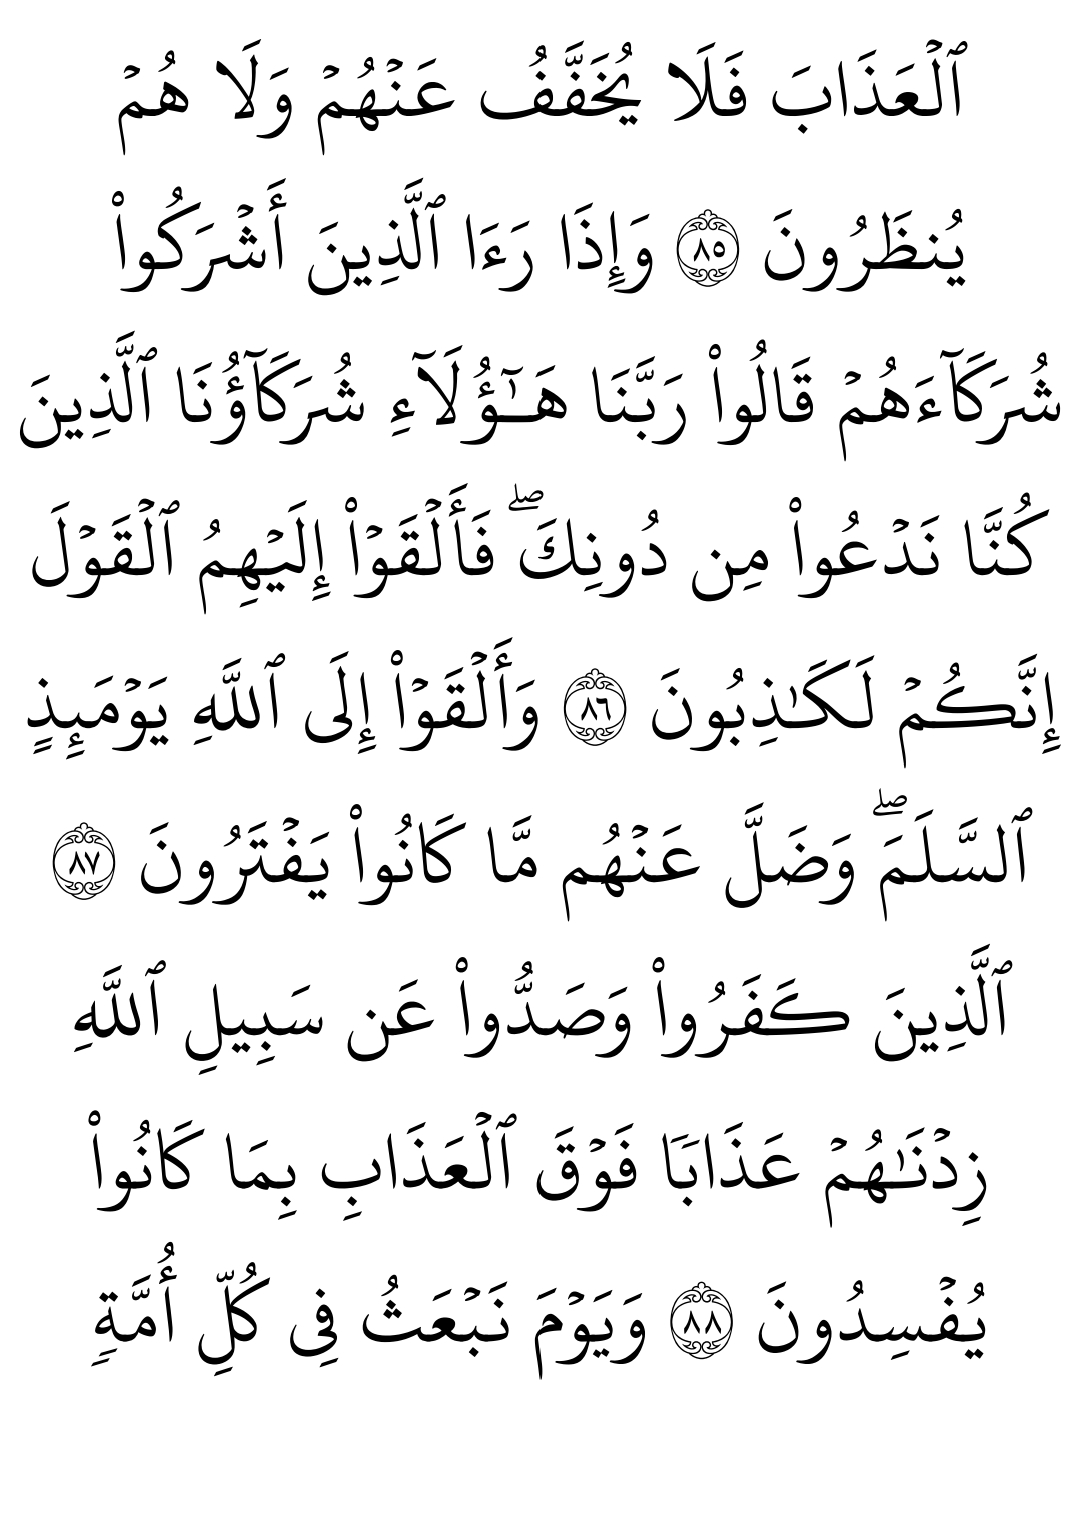 ٱلۡعَذَابَ فَلَا يُخَفَّفُ عَنۡهُمۡ وَلَا هُمۡ
يُنظَرُونَ ٨٥ وَإِذَا رَءَا ٱلَّذِينَ أَشۡرَكُواْ
شُرَكَآءَهُمۡ قَالُواْ رَبَّنَا هَـٰٓؤُلَآءِ شُرَكَآؤُنَا ٱلَّذِينَ
كُنَّا نَدۡعُواْ مِن دُونِكَۖ فَأَلۡقَوۡاْ إِلَيۡهِمُ ٱلۡقَوۡلَ
إِنَّكُمۡ لَكَـٰذِبُونَ ٨٦ وَأَلۡقَوۡاْ إِلَى ٱللَّهِ يَوۡمَئِذٍ
ٱلسَّلَمَۖ وَضَلَّ عَنۡهُم مَّا كَانُواْ يَفۡتَرُونَ ٨٧
ٱلَّذِينَ كَفَرُواْ وَصَدُّواْ عَن سَبِيلِ ٱللَّهِ
زِدۡنَـٰهُمۡ عَذَابٗا فَوۡقَ ٱلۡعَذَابِ بِمَا كَانُواْ
يُفۡسِدُونَ ٨٨ وَيَوۡمَ نَبۡعَثُ فِى كُلِّ أُمَّةٖ